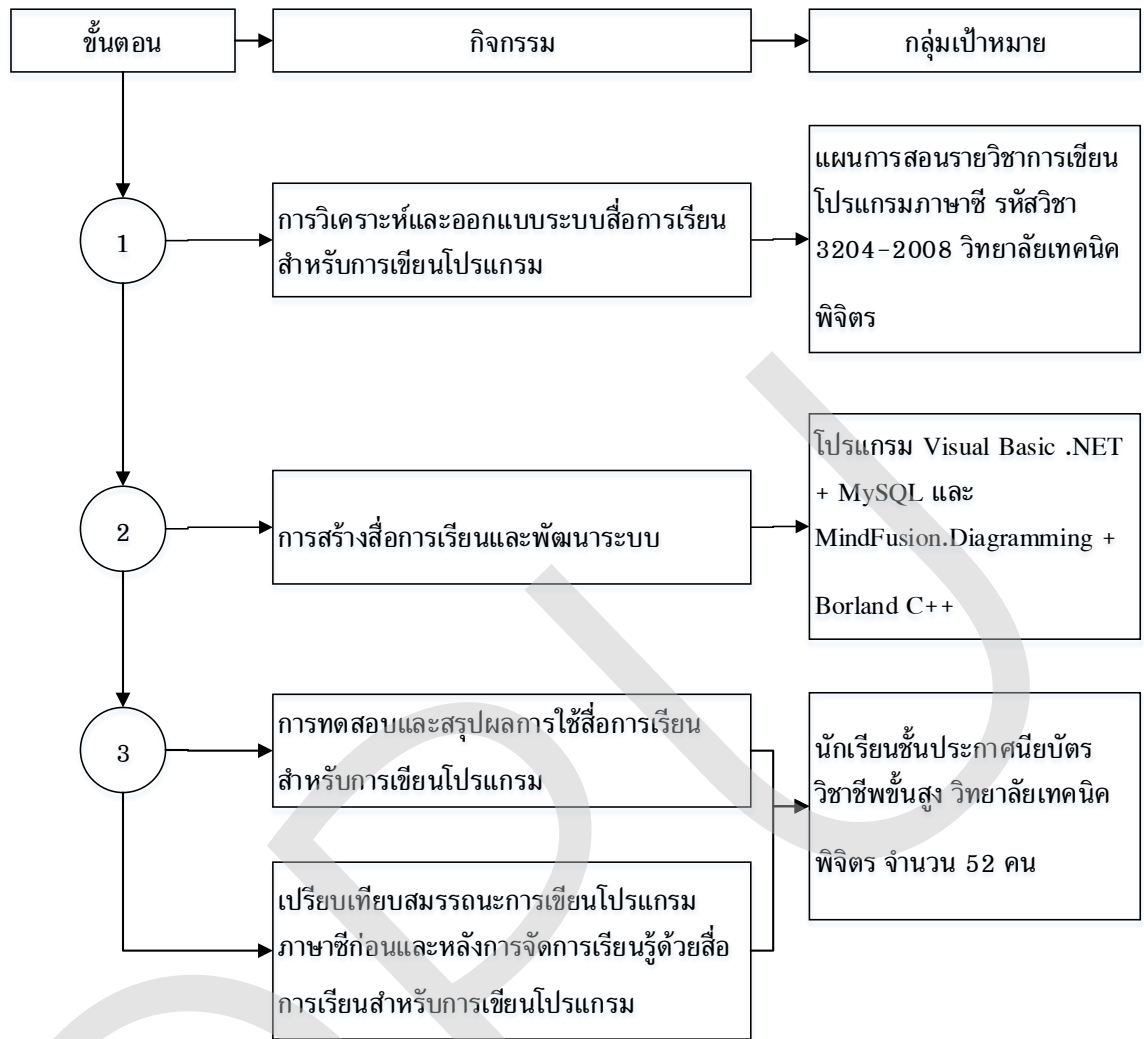 ขั้นตอน
กิจกรรม
กลุ่มเป้าหมาย
1
การวิเคราะห์และออกแบบระบบสื่อการเรียน
สำหรับการเขียนโปรแกรม
แผนการสอนรายวิชาการเขียน
โปรแกรมภาษาซี รหัสวิชา
3204-2008 วิทยาลัยเทคนิค
พิจิตร
2
การสร้างสื่อการเรียนและพัฒนาระบบ
โปรแกรม Visual Basic .NET
+ MySQL และ
MindFusion.Diagramming +
Borland C++
3
การทดสอบและสรุปผลการใช้สื่อการเรียน
สำหรับการเขียนโปรแกรม
เปรียบเทียบสมรรถนะการเขียนโปรแกรม
ภาษาซีก่อนและหลังการจัดการเรียนรู้ด้วยสื่อ
การเรียนสำหรับการเขียนโปรแกรม
นักเรียนชั้นประกาศนียบัตร
วิชาชีพขั้นสูง วิทยาลัยเทคนิค
พิจิตร จำนวน 52 คน
DPU